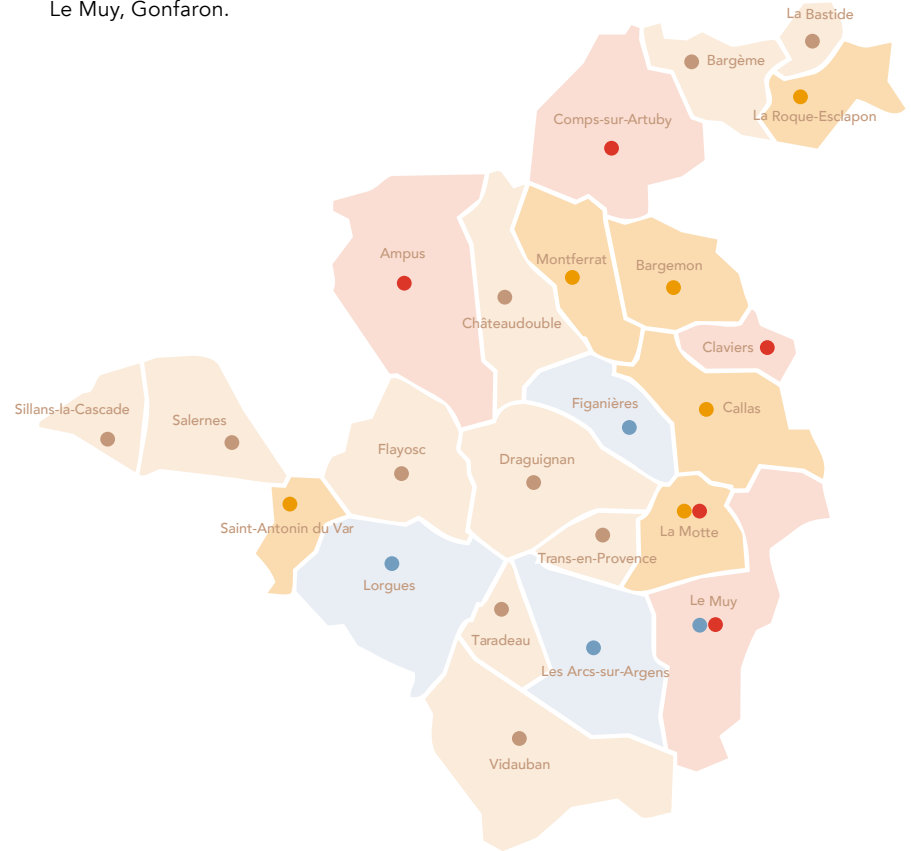 Le Muy, Gonfaron.
La Bastide
Bargème
La Roque-Esclapon
Comps-sur-Artuby
Ampus
Montferrat
Bargemon
Châteaudouble
Claviers
Sillans-la-Cascade
Salernes
Figanières
Callas
Flayosc
Draguignan
Saint-Antonin du Var
La Motte
Trans-en-Provence
Lorgues
Le Muy
Taradeau
Les Arcs-sur-Argens
Vidauban